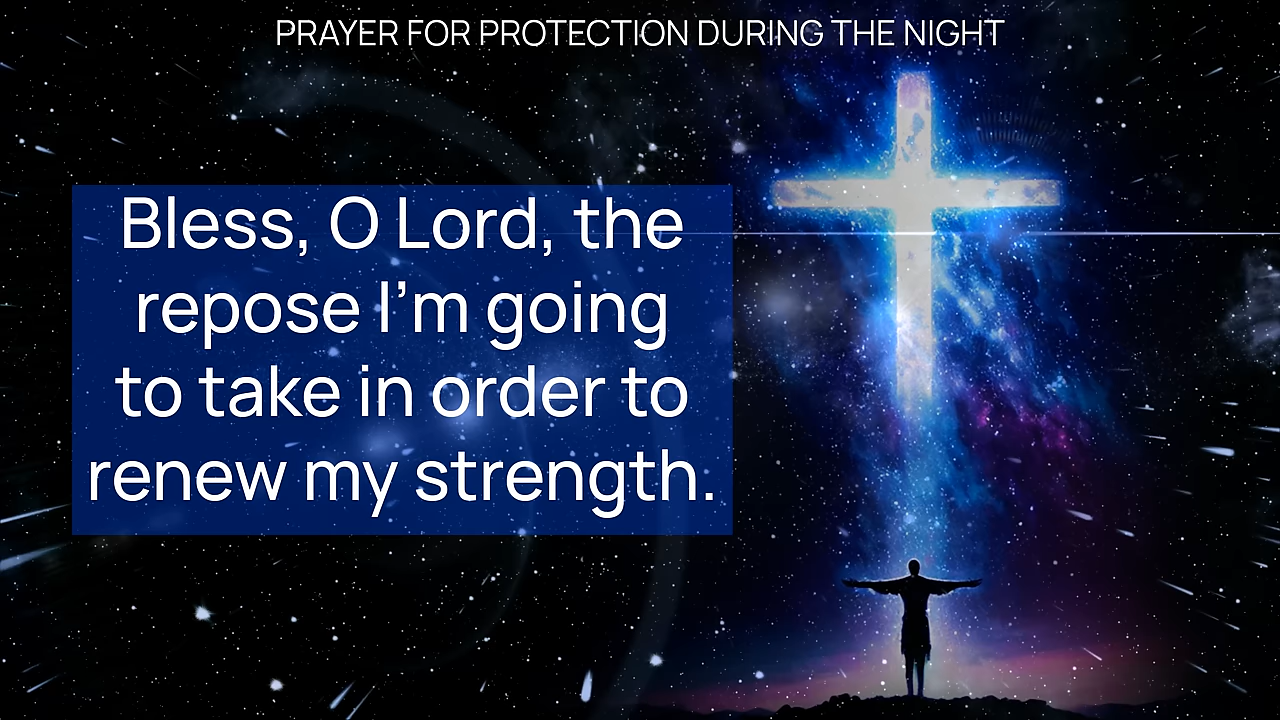 PRAYER FOR PROTECTION DURING THE NIGHT
Bless, O Lord, the
repose I’m going
to take in order to
renew my strength.